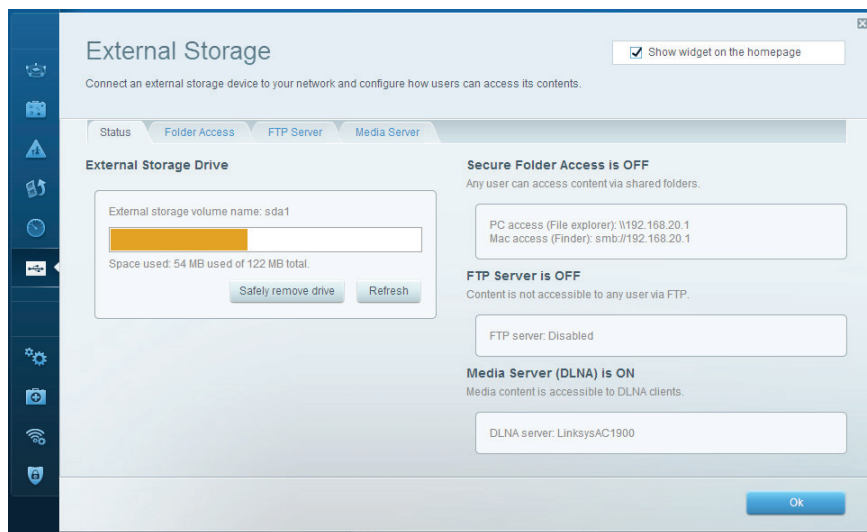 External Storage
Show widget on the homepage
Connect an external storage device to your network and configure how users can access its contents.
Status
Folder Access
FTP Server
Media Server
External Storage Drive
External storage volume name: sda1
Space used: 54 MB used of 122 MB total.
Safely remove drive
Refresh
Secure Folder Access is OFF
Any user can access content via shared folders.
PC access (File explorer): \\192.168.20.1
Mac access (Finder): smb://192.168.20.1
FTP Server is OFF
Content is not accessible to any user via FTP.
FTP server: Disabled
Media Server (DLNA) is ON
Media content is accessible to DLNA clients.
DLNA server: LinksysAC1900
Ok